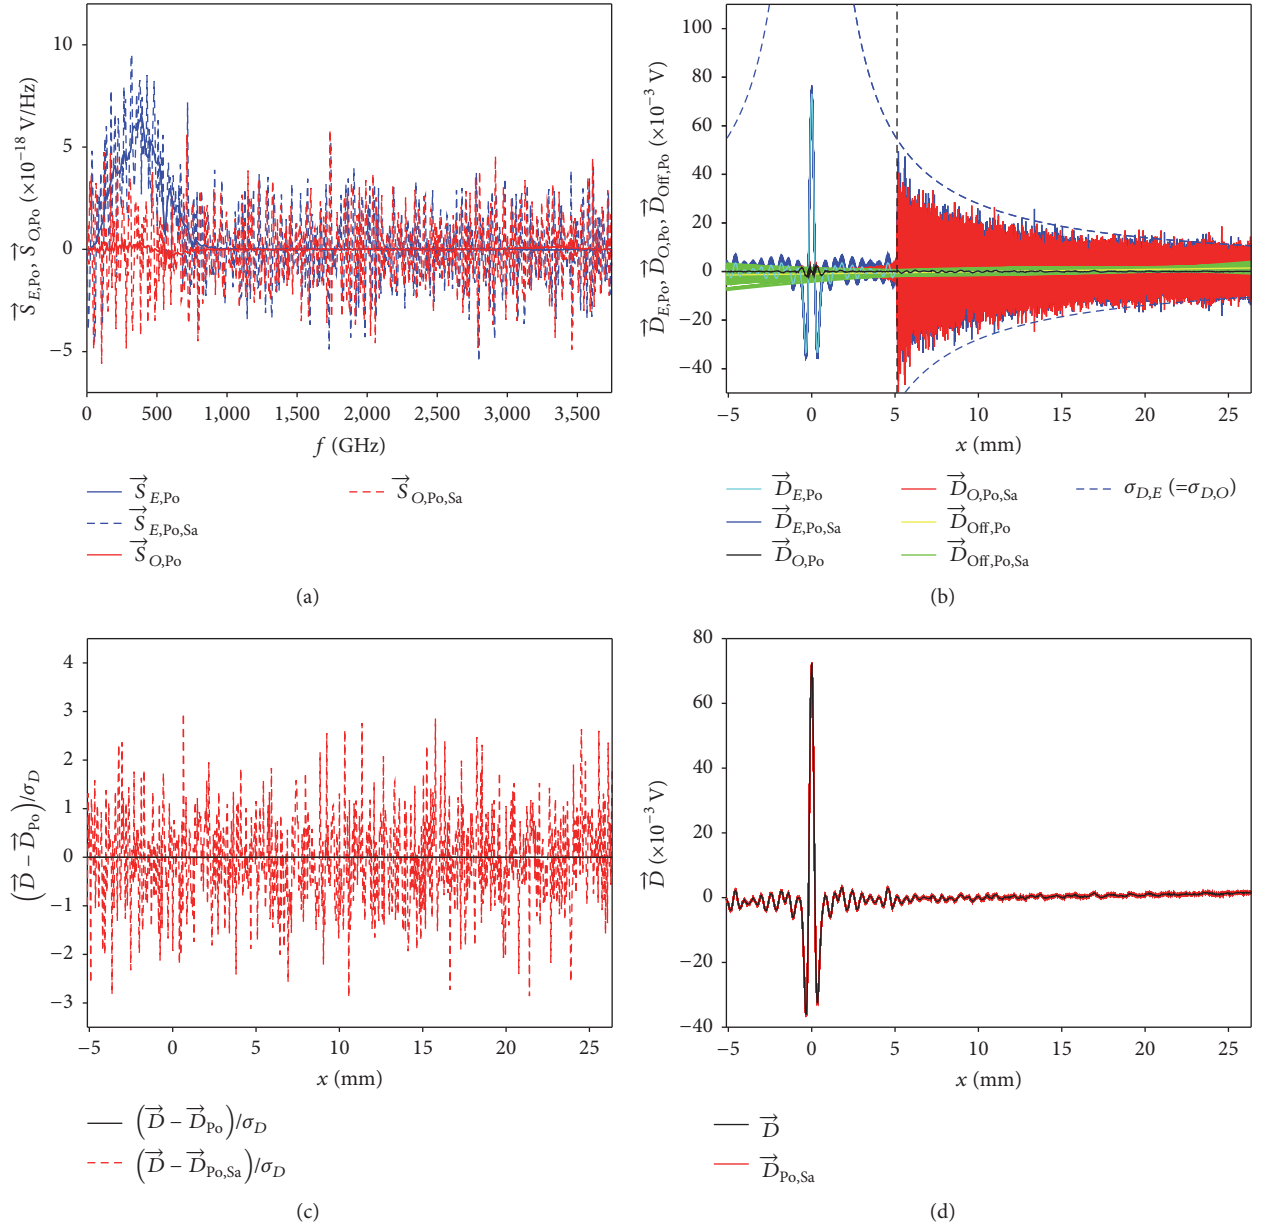 10
5
0
−5
0 500 1,000 1,500 2,000 2,500 3,000 3,500
f (GHz)
S E,Po, S O,Po (×10−18 V/Hz)
S E,Po
S E,Po,Sa
S O,Po
S O,Po,Sa
(a)
100
80
60
40
20
0
−20
−40
−5 0 5 10 15 20 25
x (mm)
D E,Po, D O,Po, D Off,Po (×10−3 V)
D E,Po
D E,Po,Sa
D O,Po
D O,Po,Sa
D Off,Po
D Off,Po,Sa
σD,E (=σD,O)
(b)
4
3
2
1
0
−1
−2
−3
−5 0 5 10 15 20 25
x (mm)
(D − D Po)/σD
(D − D Po)/σD
(D − D Po,Sa)/σD
(c)
80
60
40
20
0
−20
−40
−5 0 5 10 15 20 25
x (mm)
D (×10−3 V)
D
D Po,Sa
(d)